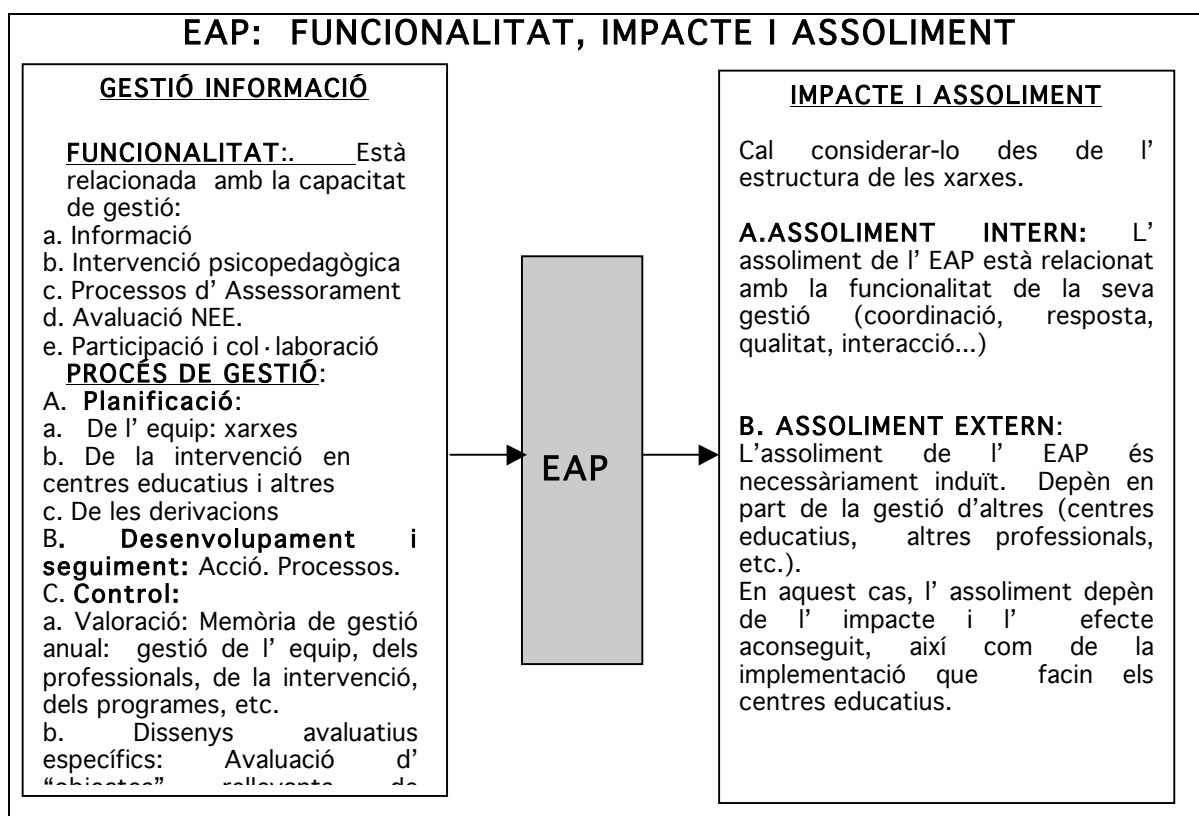 EAP: FUNCIONALITAT, IMPACTE I ASSOLIMENT
GESTIÓ INFORMACIÓ
FUNCIONALITAT:. Està
relacionada amb la capacitat
de gestió:
a. Informació
b. Intervenció psicopedagògica
c. Processos d' Assessorament
d. Avaluació NEE.
e. Participació i col·laboració
PROCÉS DE GESTIÓ:
A. Planificació:
a. De l' equip: xarxes
b. De la intervenció en
centres educatius i altres
c. De les derivacions
B. Desenvolupament i
seguiment: Acció. Processos.
C. Control:
a. Valoració: Memòria de gestió
anual: gestió de l' equip, dels
professionals, de la intervenció,
dels programes, etc.
b. Dissenys avaluatius
específics: Avaluació d'
EAP
IMPACTE I ASSOLIMENT
Cal considerar-lo des de l'
estructura de les xarxes.
A.ASSOLIMENT INTERN: L'
assoliment de l' EAP està relacionat
amb la funcionalitat de la seva
gestió (coordinació, resposta,
qualitat, interacció...)
B. ASSOLIMENT EXTERN:
L'assoliment de l' EAP és
necessàriament induït. Depèn en
part de la gestió d'altres (centres
educatius, altres professionals,
etc.).
En aquest cas, l' assoliment depèn
de l' impacte i l' efecte
aconseguit, així com de la
implementació que facin els
centres educatius.